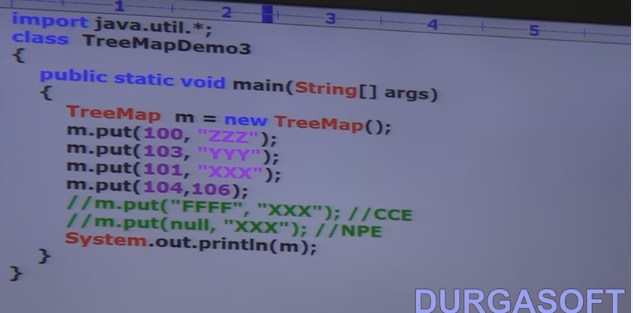 1 2 3 4 5
import java.util.*;
class TreeMapDemo3
{
public static void main(String[] args)
{
TreeMap m = new TreeMap();
m.put(100, "ZZZ");
m.put(103, "YYY");
m.put(101, "XXX");
m.put(104,106);
//m.put("FFFF", "XXX"); //CCE
//m.put(null, "XXX"); //NPE
System.out.println(m);
}
}
DURGASOFT